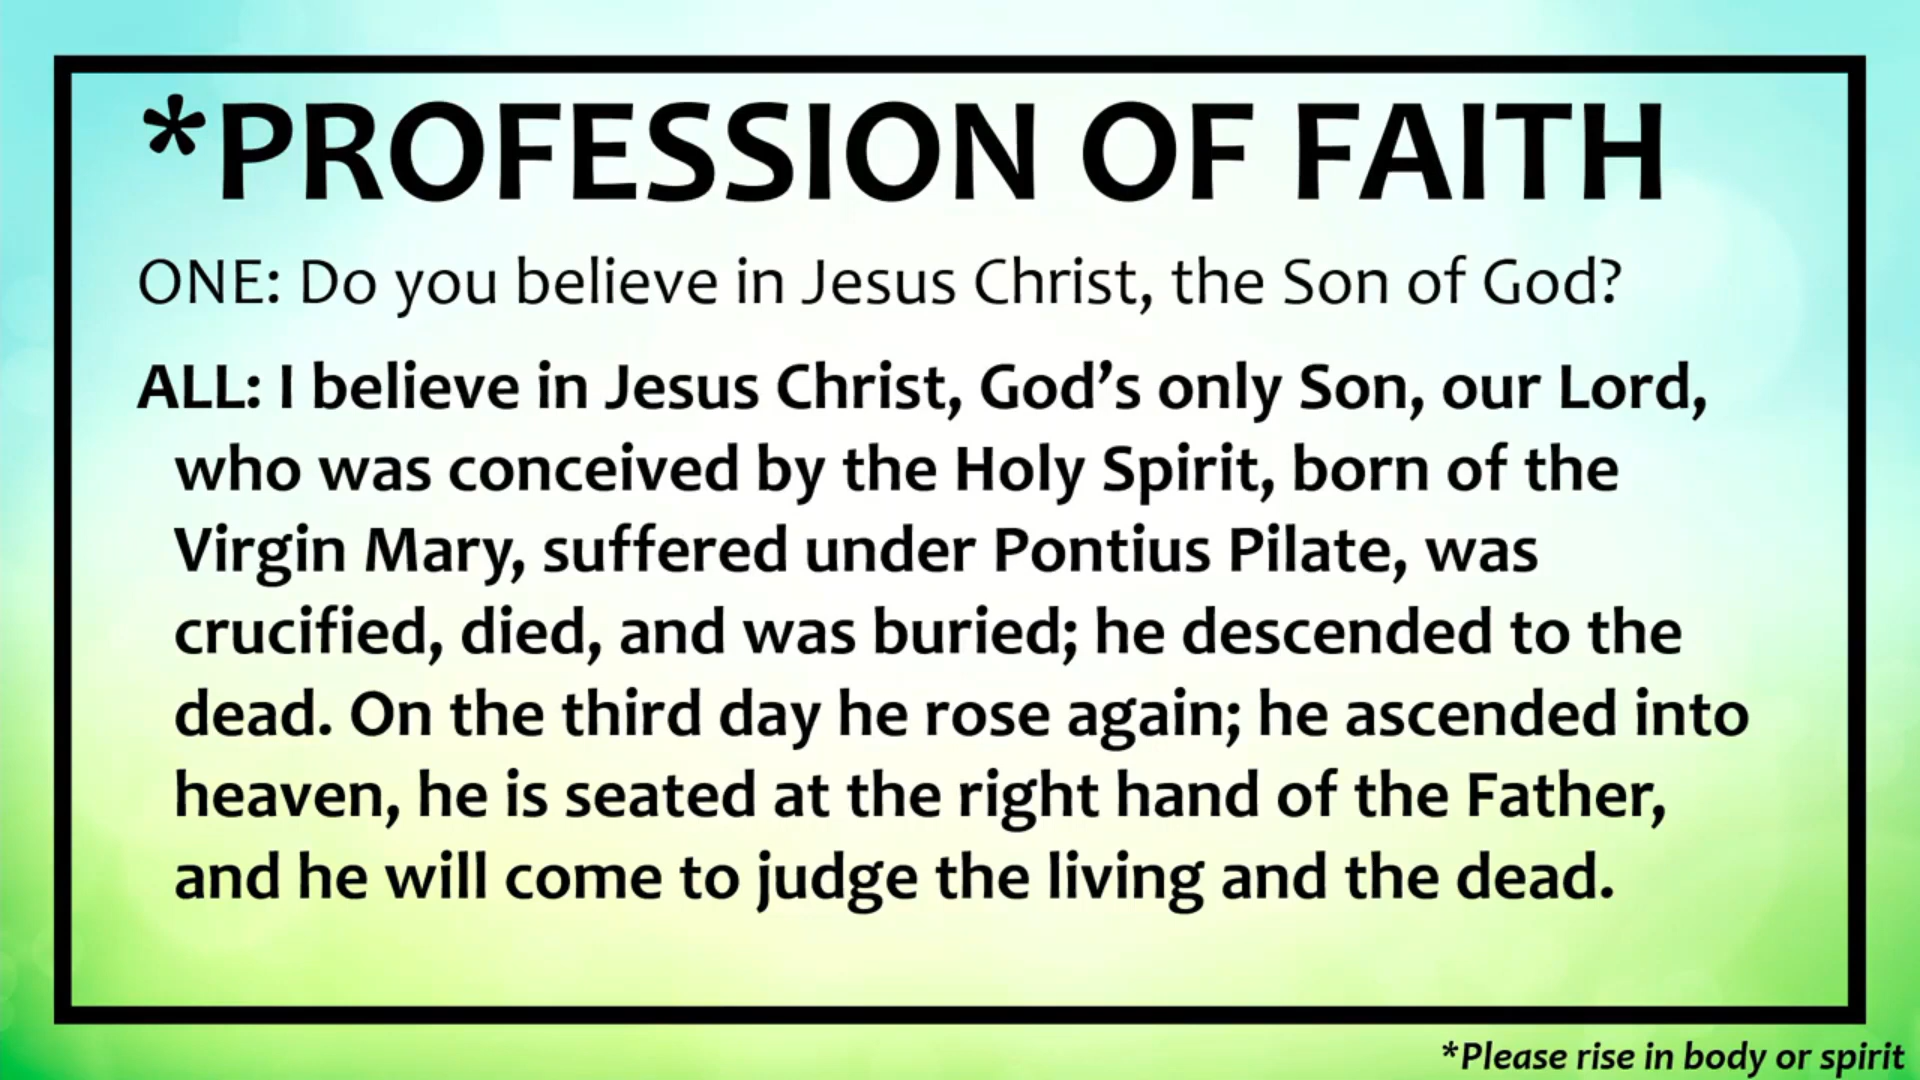 *PROFESSION OF FAITH
ONE: Do you believe in Jesus Christ, the Son of God?
ALL: I believe in Jesus Christ, God’s only Son, our Lord,
who was conceived by the Holy Spirit, born of the
Virgin Mary, suffered under Pontius Pilate, was
crucified, died, and was buried; he descended to the
dead. On the third day he rose again; he ascended into
heaven, he is seated at the right hand of the Father,
and he will come to judge the living and the dead.
*Please rise in body or spirit